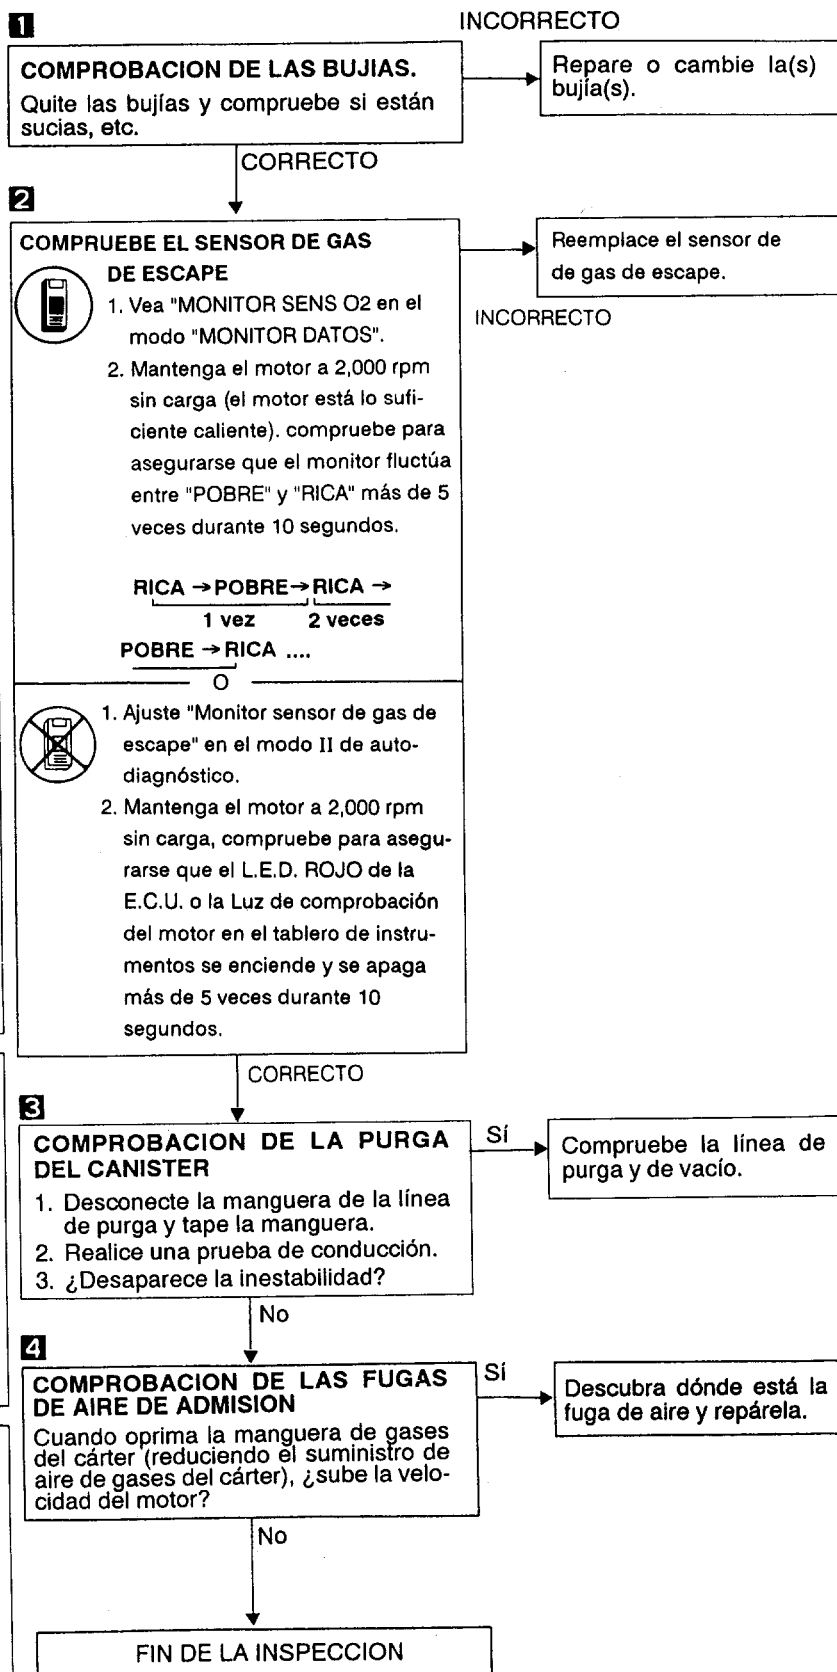 1
INCORRECTO
COMPROBACION DE LAS BUJIAS.
Quite las bujías y compruebe si están
sucias, etc.
Repare o cambie la(s)
bujía(s).
CORRECTO
2
COMPRUEBE EL SENSOR DE GAS
DE ESCAPE
1. Vea "MONITOR SENS O2 en el
modo "MONITOR DATOS".
2. Mantenga el motor a 2,000 rpm
sin carga (el motor está lo sufi-
ciente caliente). compruebe para
asegurarse que el monitor fluctúa
entre "POBRE" y "RICA" más de 5
veces durante 10 segundos.
RICA → POBRE → RICA →
1 vez 2 veces
POBRE → RICA ....
Reemplace el sensor de
de gas de escape.
INCORRECTO
O
1. Ajuste "Monitor sensor de gas de
escape" en el modo II de auto-
diagnóstico.
2. Mantenga el motor a 2,000 rpm
sin carga, compruebe para asegu-
rarse que el L.E.D. ROJO de la
E.C.U. o la Luz de comprobación
del motor en el tablero de instru-
mentos se enciende y se apaga
más de 5 veces durante 10
segundos.
CORRECTO
3
COMPROBACION DE LA PURGA
DEL CANISTER
1. Desconecte la manguera de la línea
de purga y tape la manguera.
2. Realice una prueba de conducción.
3. ¿Desaparece la inestabilidad?
Sí
Compruebe la línea de
purga y de vacío.
No
4
COMPROBACION DE LAS FUGAS
DE AIRE DE ADMISION
Cuando oprima la manguera de gases
del cárter (reduciendo el suministro de
aire de gases del cárter), ¿sube la velo-
cidad del motor?
Sí
Descubra dónde está la
fuga de aire y repárela.
No
FIN DE LA INSPECCION